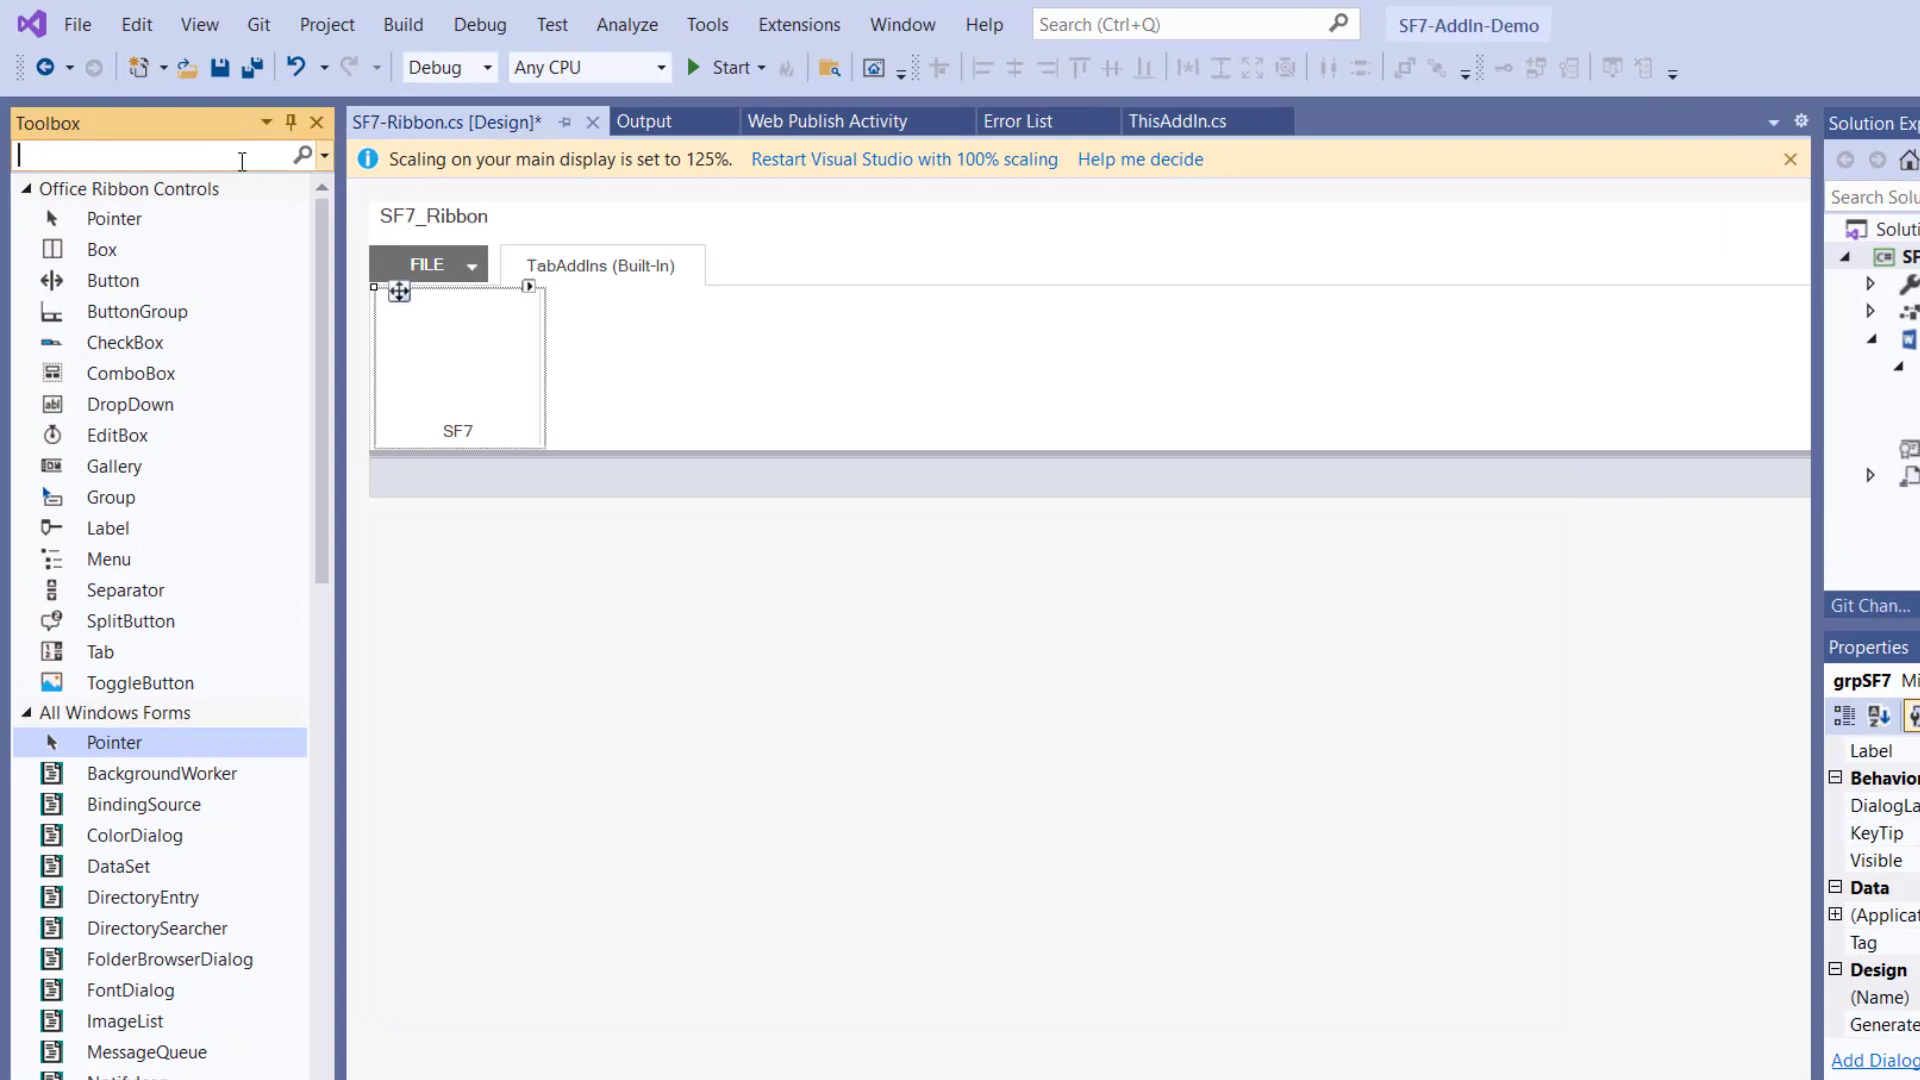 File Edit View Git Project Build Debug Test Analyze Tools Extensions Window Help Search (Ctrl+Q) SF7-AddIn-Demo
Debug Any CPU Start
Toolbox
SF7-Ribbon.cs [Design]* Output Web Publish Activity Error List ThisAddIn.cs
Scaling on your main display is set to 125%. Restart Visual Studio with 100% scaling Help me decide
Office Ribbon Controls
Pointer
Box
Button
ButtonGroup
CheckBox
ComboBox
DropDown
EditBox
Gallery
Group
Label
Menu
Separator
SplitButton
Tab
ToggleButton
All Windows Forms
Pointer
BackgroundWorker
BindingSource
ColorDialog
DataSet
DirectoryEntry
DirectorySearcher
FolderBrowserDialog
FontDialog
ImageList
MessageQueue
SF7_Ribbon
FILE TabAddIns (Built-In)
SF7
Solution Exp
Search Solu
Soluti
C# SF
Git Chan...
Properties
grpSF7 Mi
Label
Behavior
DialogLa
KeyTip
Visible
Data
(Applicat
Tag
Design
(Name)
Generate
Add Dialog